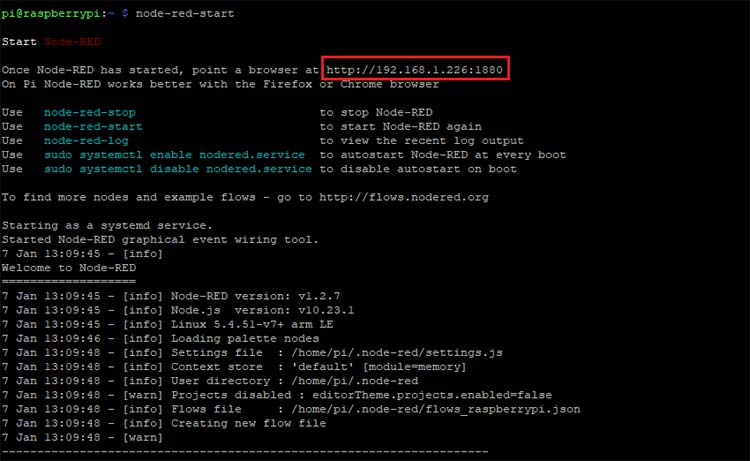 pi@raspberrypi:~ $ node-red-start
Start Node-RED
Once Node-RED has started, point a browser at http://192.168.1.226:1880
On Pi Node-RED works better with the Firefox or Chrome browser
Use node-red-stop to stop Node-RED
Use node-red-start to start Node-RED again
Use node-red-log to view the recent log output
Use sudo systemctl enable nodered.service to autostart Node-RED at every boot
Use sudo systemctl disable nodered.service to disable autostart on boot
To find more nodes and example flows - go to http://flows.nodered.org
Starting as a systemd service.
Started Node-RED graphical event wiring tool.
7 Jan 13:09:45 - [info]
Welcome to Node-RED
===================
7 Jan 13:09:45 - [info] Node-RED version: v1.2.7
7 Jan 13:09:45 - [info] Node.js  version: v10.23.1
7 Jan 13:09:45 - [info] Linux 5.4.51-v7+ arm LE
7 Jan 13:09:46 - [info] Loading palette nodes
7 Jan 13:09:48 - [info] Settings file  : /home/pi/.node-red/settings.js
7 Jan 13:09:48 - [info] Context store  : 'default' [module=memory]
7 Jan 13:09:48 - [info] User directory : /home/pi/.node-red
7 Jan 13:09:48 - [warn] Projects disabled : editorTheme.projects.enabled=false
7 Jan 13:09:48 - [info] Flows file     : /home/pi/.node-red/flows_raspberrypi.json
7 Jan 13:09:48 - [info] Creating new flow file
7 Jan 13:09:48 - [warn]
---------------------------------------------------------------------